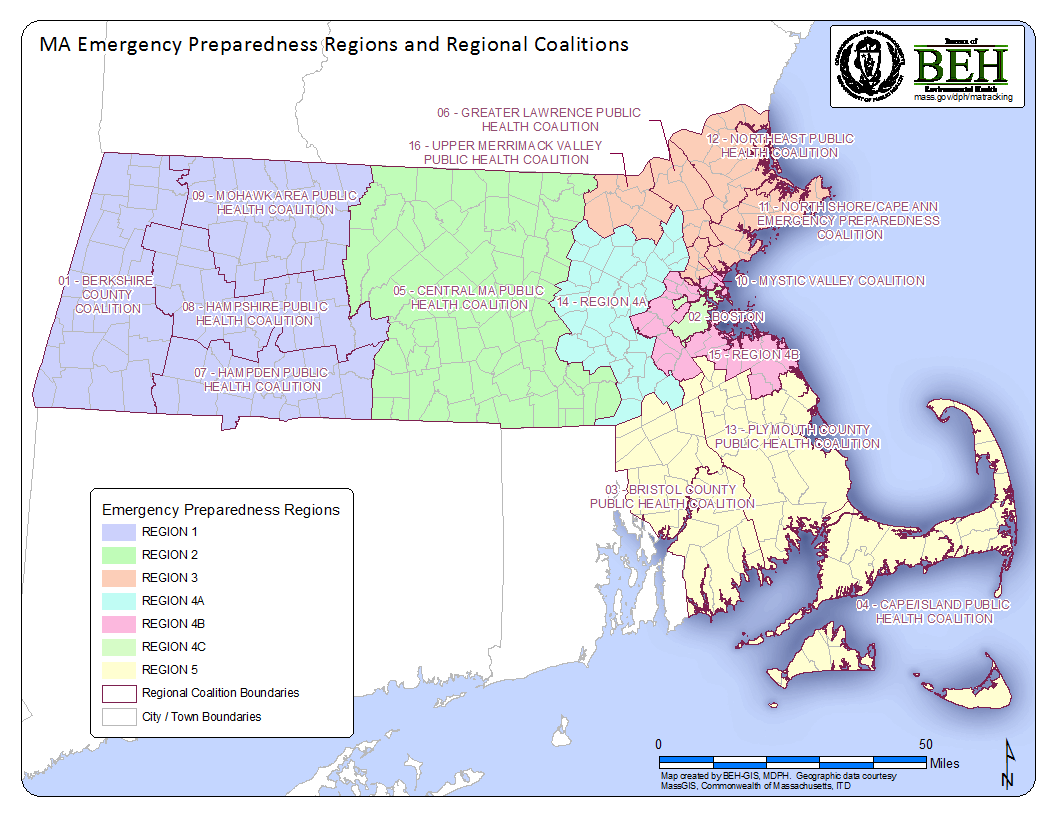 MA Emergency Preparedness Regions and Regional Coalitions
Bureau of
BEH
Environmental Health
mass.gov/dph/matracking
06 - GREATER LAWRENCE PUBLIC
HEALTH COALITION
16 - UPPER MERRIMACK VALLEY
PUBLIC HEALTH COALITION
12 - NORTHEAST PUBLIC
HEALTH COALITION
09 - MOHAWK AREA PUBLIC
HEALTH COALITION
11 - NORTH SHORE/CAPE ANN
EMERGENCY PREPAREDNESS
COALITION
01 - BERKSHIRE
COUNTY
COALITION
10 - MYSTIC VALLEY COALITION
05 - CENTRAL MA PUBLIC
HEALTH COALITION
14 - REGION 4A
08 - HAMPSHIRE PUBLIC
HEALTH COALITION
02 - BOSTON
15 - REGION 4B
07 - HAMPDEN PUBLIC
HEALTH COALITION
13 - PLYMOUTH COUNTY
PUBLIC HEALTH COALITION
03 - BRISTOL COUNTY
PUBLIC HEALTH COALITION
04 - CAPE/ISLAND PUBLIC
HEALTH COALITION
Emergency Preparedness Regions
REGION 1
REGION 2
REGION 3
REGION 4A
REGION 4B
REGION 4C
REGION 5
Regional Coalition Boundaries
City / Town Boundaries
0 50
Miles
N
Map created by BEH-GIS, MDPH. Geographic data courtesy
MassGIS, Commonwealth of Massachusetts, ITD